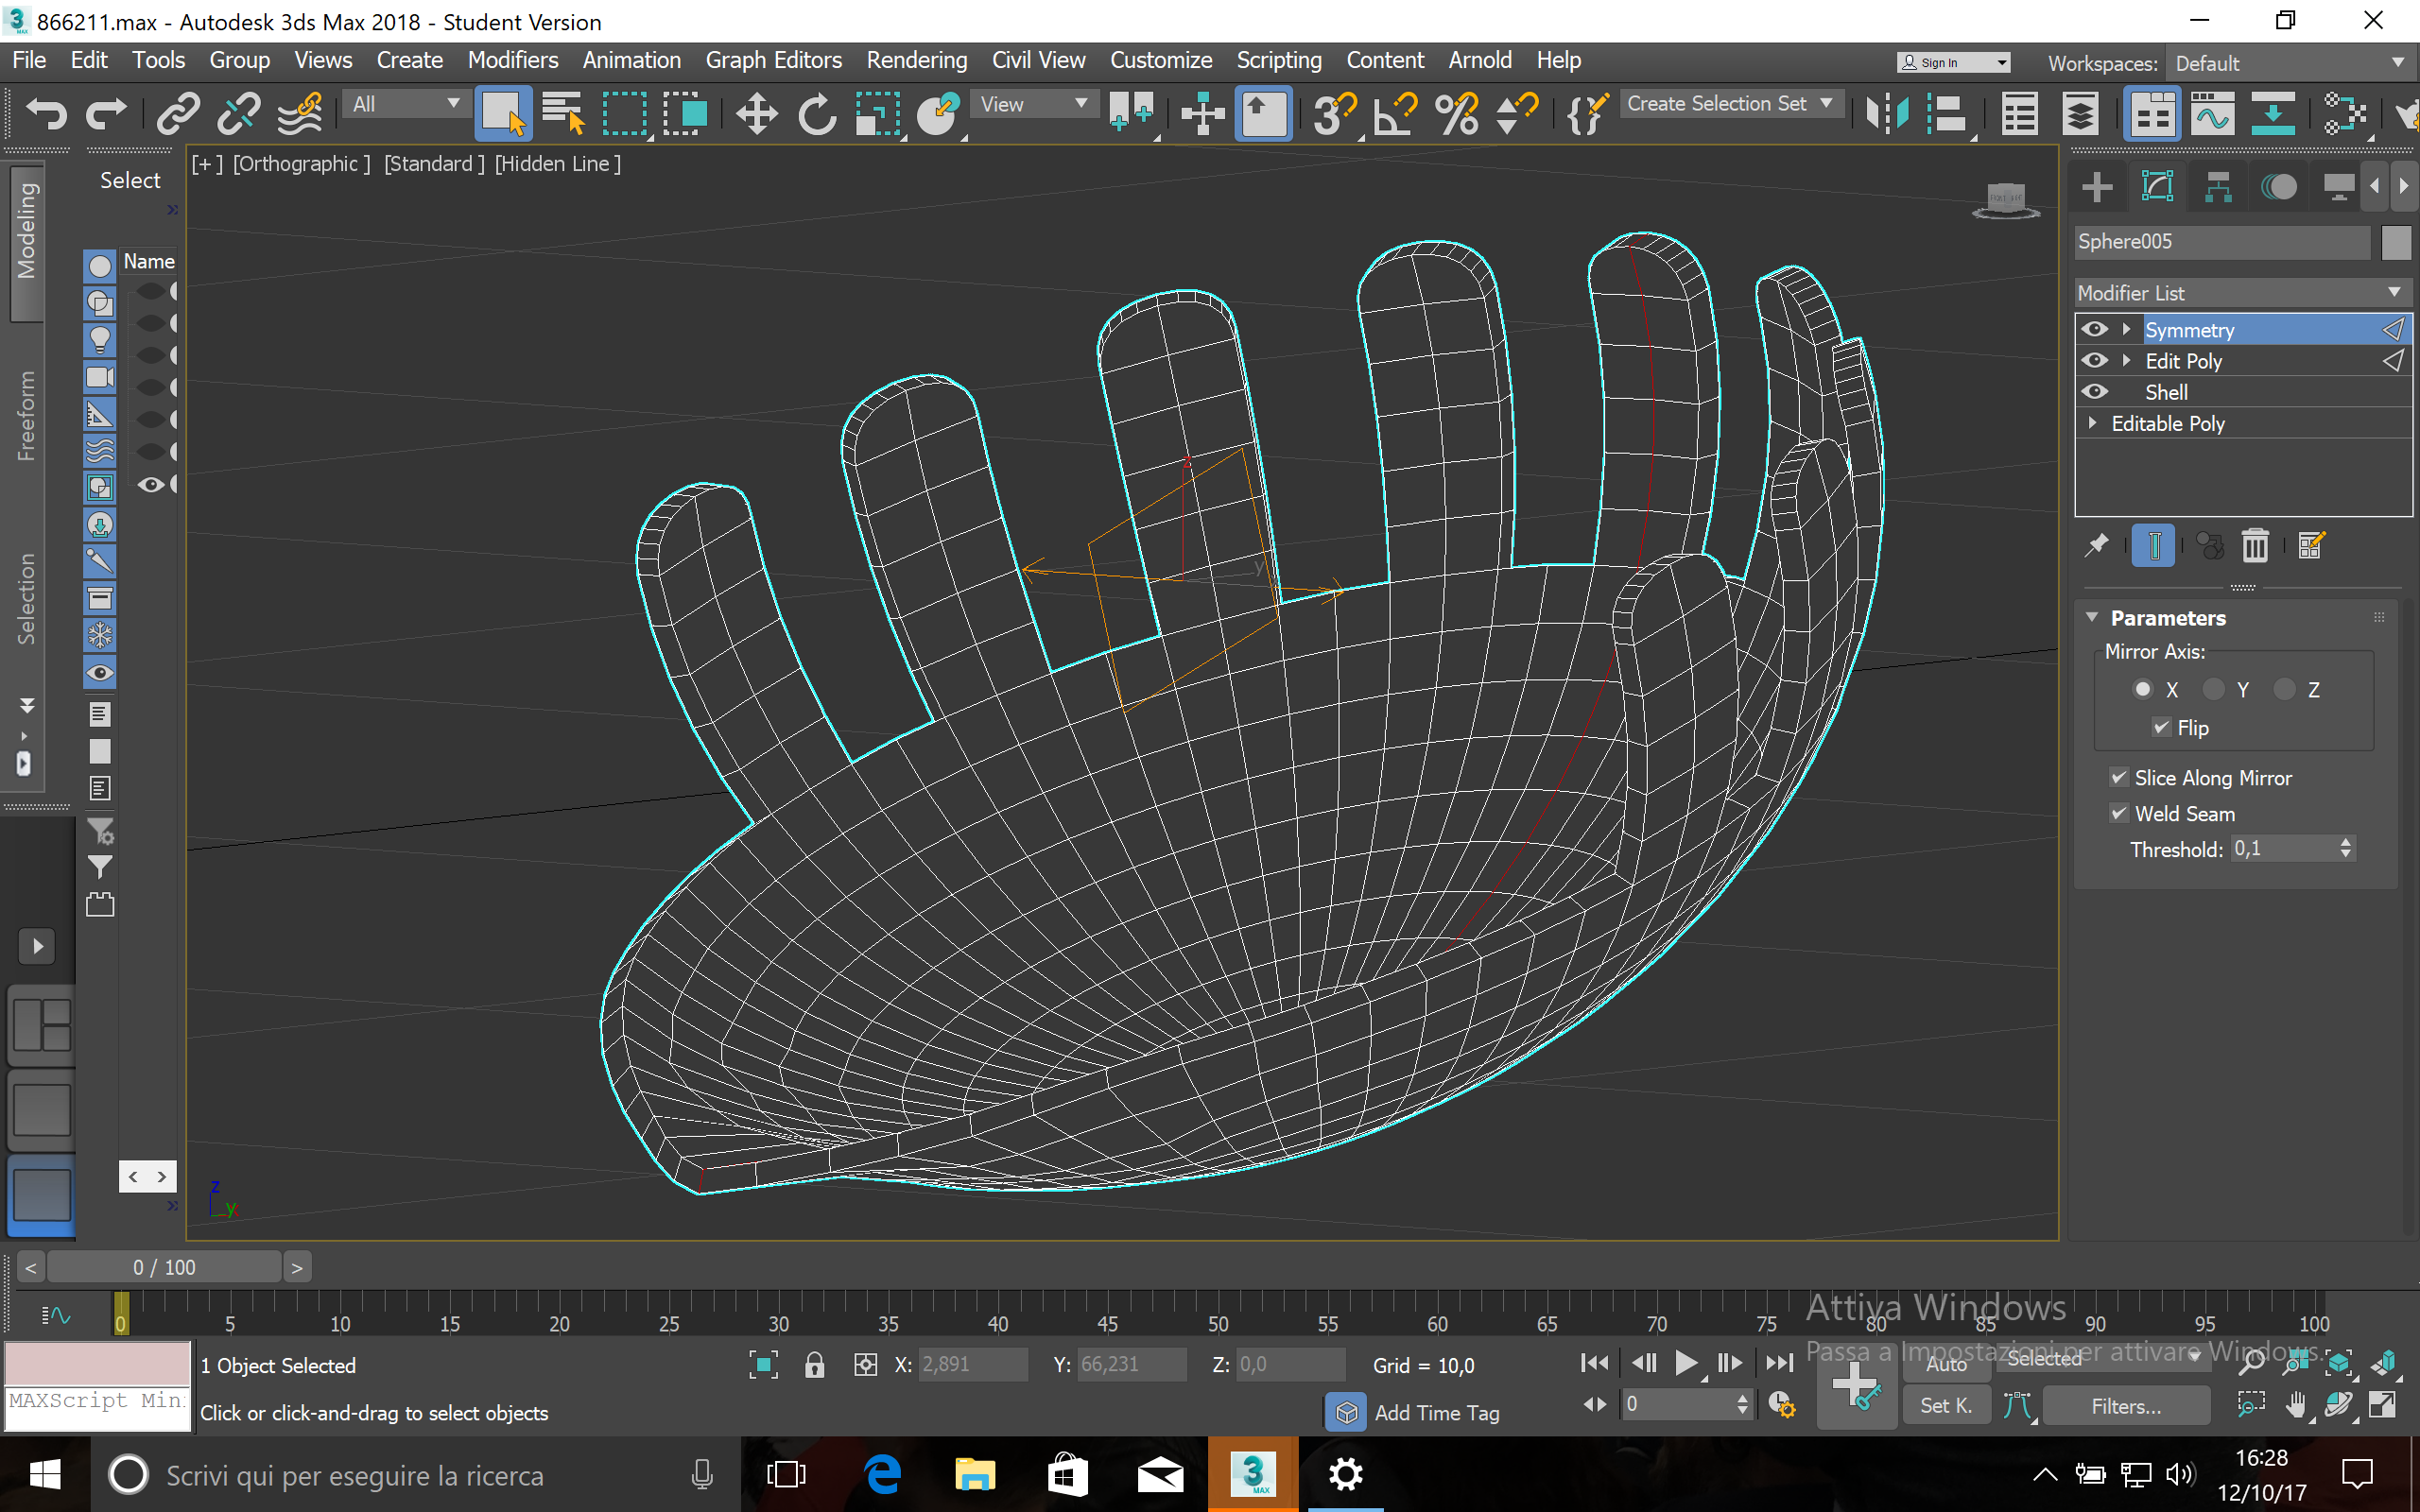 866211.max - Autodesk 3ds Max 2018 - Student Version
File Edit Tools Group Views Create Modifiers Animation Graph Editors Rendering Civil View Customize Scripting Content Arnold Help
Sign In
Workspaces: Default
All
View
Create Selection Set
Modeling
Freeform
Selection
Select
Name
[+] [Orthographic] [Standard] [Hidden Line]
z
y
z
y
Sphere005
Modifier List
Symmetry
Edit Poly
Shell
Editable Poly
Parameters
Mirror Axis:
X Y Z
Flip
Slice Along Mirror
Weld Seam
Threshold: 0,1
< 0 / 100 >
0 5 10 15 20 25 30 35 40 45 50 55 60 65 70 75 80 85 90 95 100
Attiva Windows
Passa a Impostazioni per attivare Windows.
1 Object Selected
X: 2,891 Y: 66,231 Z: 0,0 Grid = 10,0
Auto Selected
MAXScript Min
Click or click-and-drag to select objects
Add Time Tag
0
Set K. Filters...
Scrivi qui per eseguire la ricerca
3
MAX
16:28
12/10/17